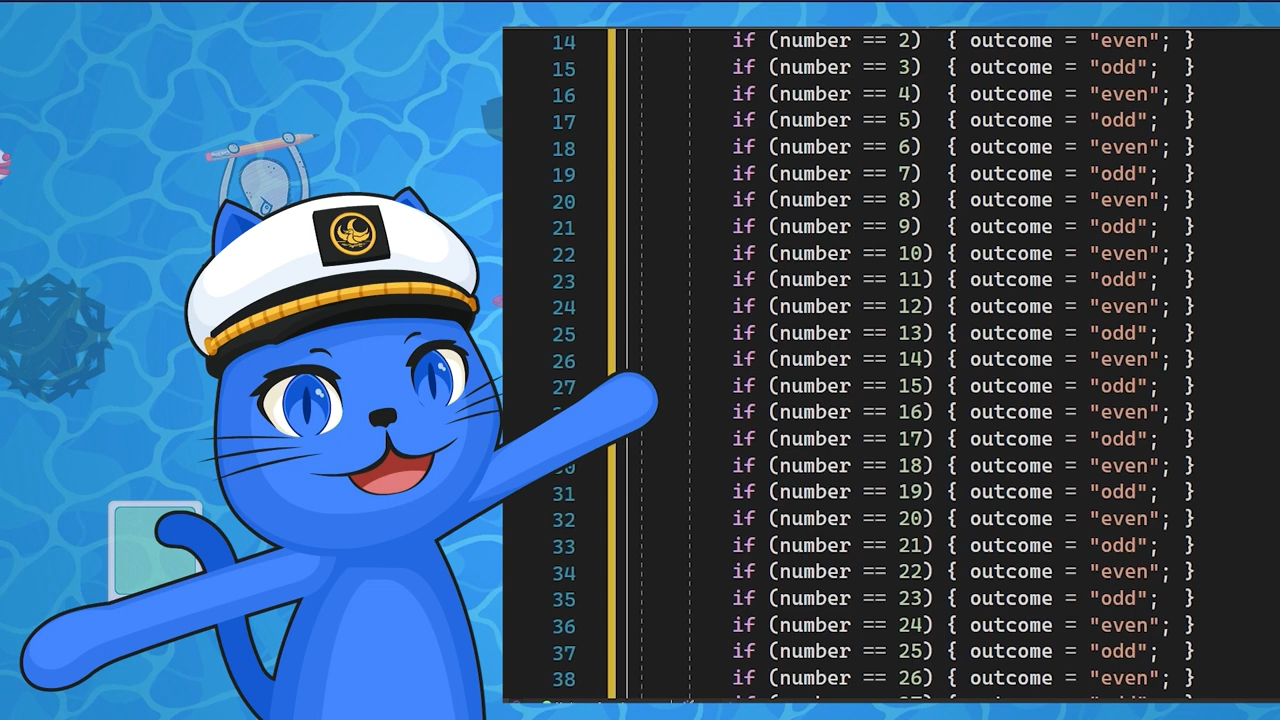 14 if (number == 2) { outcome = "even"; }
15 if (number == 3) { outcome = "odd"; }
16 if (number == 4) { outcome = "even"; }
17 if (number == 5) { outcome = "odd"; }
18 if (number == 6) { outcome = "even"; }
19 if (number == 7) { outcome = "odd"; }
20 if (number == 8) { outcome = "even"; }
21 if (number == 9) { outcome = "odd"; }
22 if (number == 10) { outcome = "even"; }
23 if (number == 11) { outcome = "odd"; }
24 if (number == 12) { outcome = "even"; }
25 if (number == 13) { outcome = "odd"; }
26 if (number == 14) { outcome = "even"; }
27 if (number == 15) { outcome = "odd"; }
if (number == 16) { outcome = "even"; }
if (number == 17) { outcome = "odd"; }
if (number == 18) { outcome = "even"; }
31 if (number == 19) { outcome = "odd"; }
32 if (number == 20) { outcome = "even"; }
33 if (number == 21) { outcome = "odd"; }
34 if (number == 22) { outcome = "even"; }
35 if (number == 23) { outcome = "odd"; }
36 if (number == 24) { outcome = "even"; }
37 if (number == 25) { outcome = "odd"; }
38 if (number == 26) { outcome = "even"; }